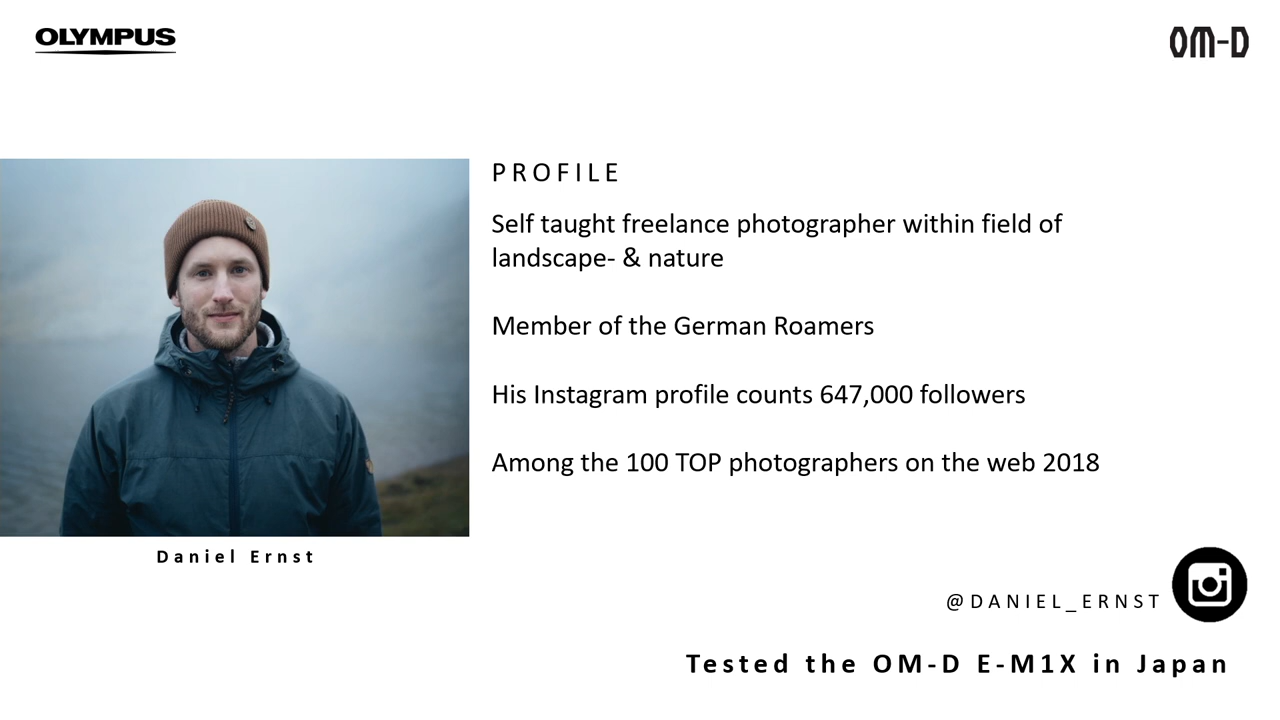 OLYMPUS
OM-D
PROFILE
Self taught freelance photographer within field of
landscape- & nature
Member of the German Roamers
His Instagram profile counts 647,000 followers
Among the 100 TOP photographers on the web 2018
Daniel Ernst
@DANIEL_ERNST
Tested the OM-D E-M1X in Japan